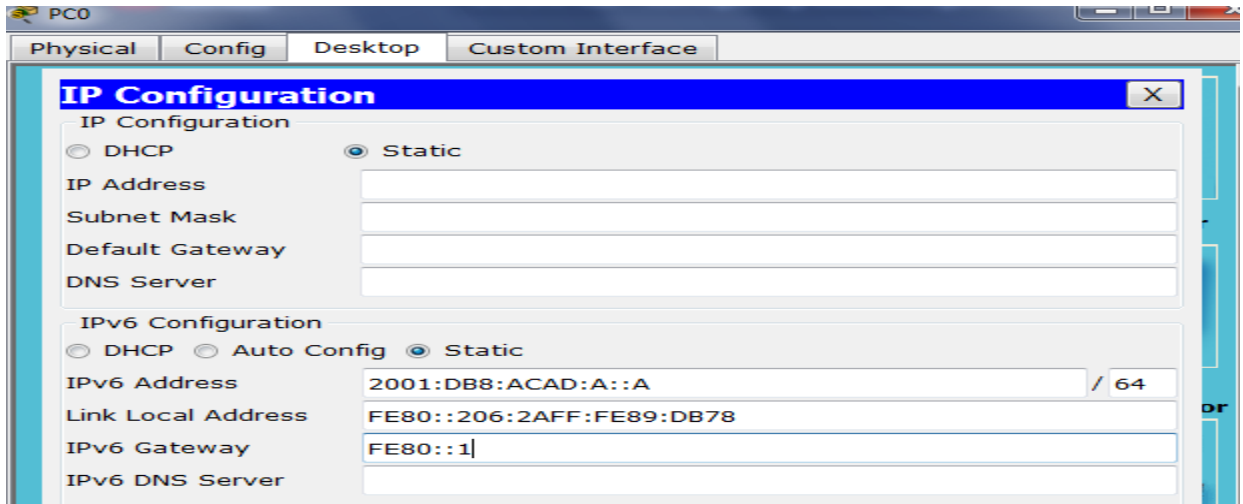 PC0
Physical Config Desktop Custom Interface
IP Configuration X
IP Configuration
DHCP Static
IP Address
Subnet Mask
Default Gateway
DNS Server
IPv6 Configuration
DHCP Auto Config Static
IPv6 Address 2001:DB8:ACAD:A::A / 64
Link Local Address FE80::206:2AFF:FE89:DB78
IPv6 Gateway FE80::1
IPv6 DNS Server